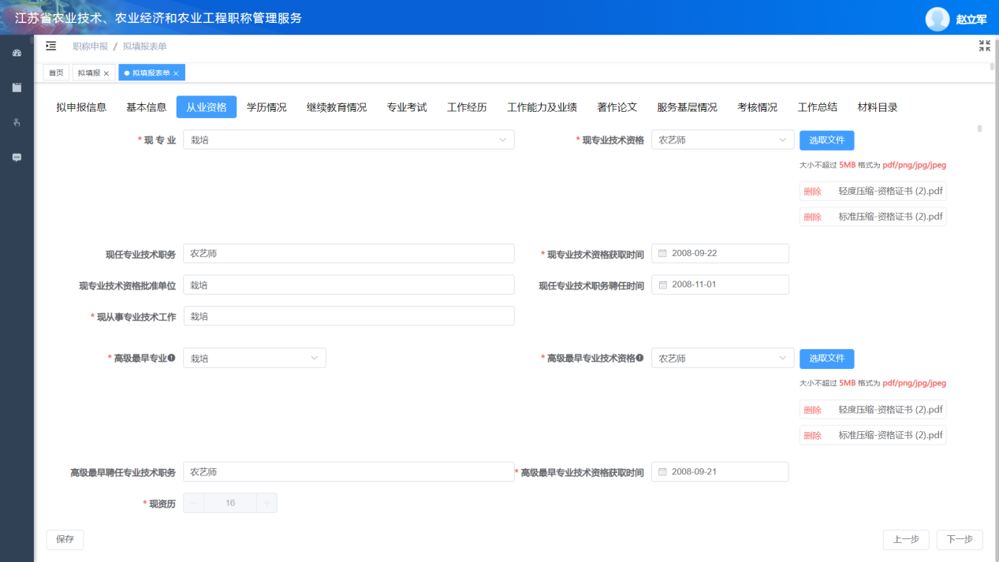 江苏省农业技术、农业经济和农业工程职称管理服务
赵立军
职称申报 / 拟填报表单
首页 拟填报 × 拟填报表单 ×
拟申报信息 基本信息 从业资格 学历情况 继续教育情况 专业考试 工作经历 工作能力及业绩 著作论文 服务基层情况 考核情况 工作总结 材料目录
* 现 专 业 栽培 * 现专业技术资格 农艺师 选取文件
大小不超过 5MB 格式为 pdf/png/jpg/jpeg
删除 轻度压缩-资格证书 (2).pdf
删除 标准压缩-资格证书 (2).pdf
现任专业技术职务 农艺师 * 现专业技术资格获取时间 2008-09-22
现专业技术资格批准单位 栽培 现任专业技术职务聘任时间 2008-11-01
* 现从事专业技术工作 栽培
* 高级最早专业 栽培 * 高级最早专业技术资格 农艺师 选取文件
大小不超过 5MB 格式为 pdf/png/jpg/jpeg
删除 轻度压缩-资格证书 (2).pdf
删除 标准压缩-资格证书 (2).pdf
高级最早聘任专业技术职务 农艺师 * 高级最早专业技术资格获取时间 2008-09-21
* 现资历 − 16 +
保存 上一步 下一步